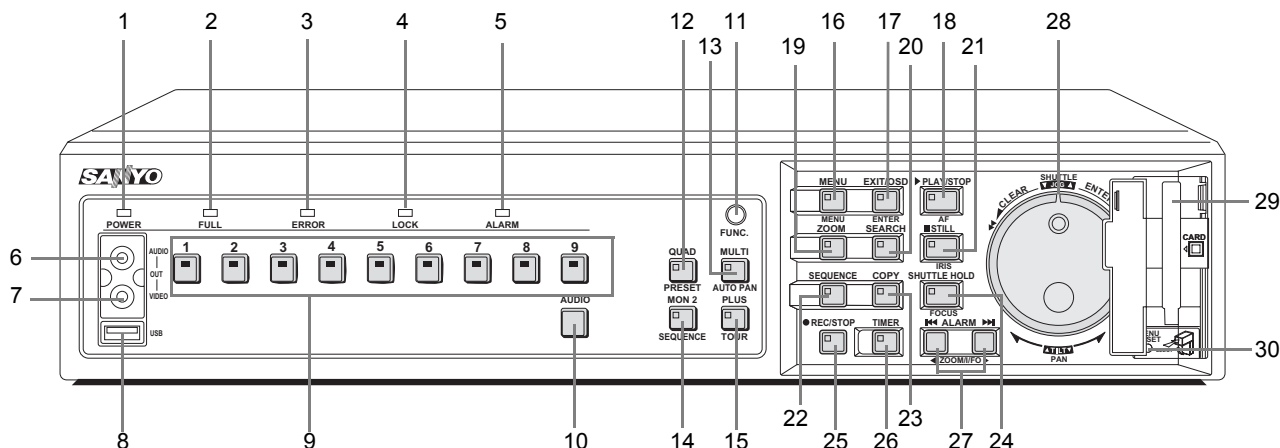 1 2 3 4 5 12 13 11 16 17 18 28
19 20 21
SANYO
POWER FULL ERROR LOCK ALARM
FUNC.
6 AUDIO
OUT
7 VIDEO
USB
1 2 3 4 5 6 7 8 9
AUDIO
QUAD MULTI
PRESET AUTO PAN
MON 2 PLUS
SEQUENCE TOUR
MENU EXIT/OSD PLAY/STOP
MENU ENTER AF
ZOOM SEARCH STILL
IRIS
SEQUENCE COPY SHUTTLE HOLD
FOCUS
REC/STOP TIMER ALARM
ZOOM/I/FO
SHUTTLE
JOG
CLEAR
PAN
CARD
29
30
22 23 27 24
8 9 10 14 15 25 26